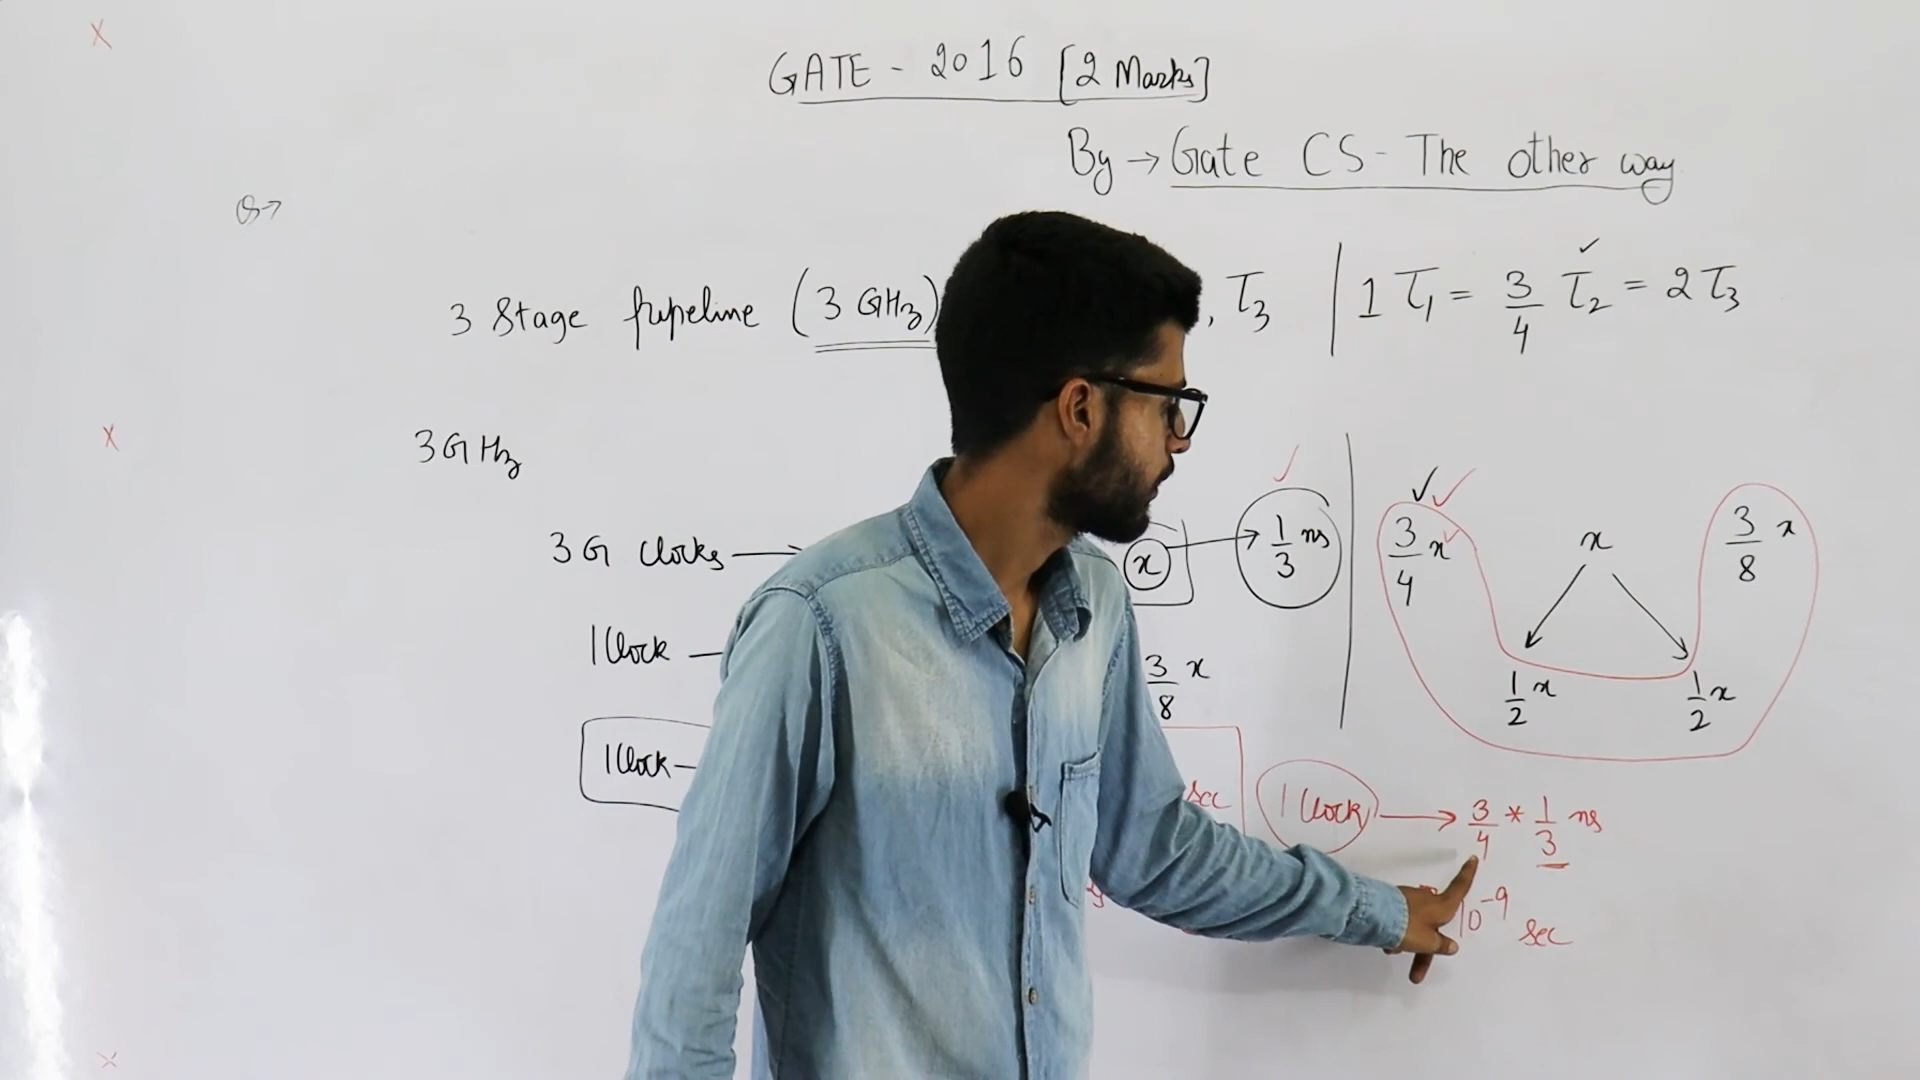 GATE - 2016 [2 Marks]
By → Gate CS - The other way
Q→
3 Stage Pipeline (3 GHz)
, τ3 | 1 τ1 = 3/4 τ2 = 2 τ3
3 GHz
3 G Clocks →
x → 1/3 ns
1 Clock —
3/8 x
1 Clock —
3/4 x
x
3/8 x
1/2 x
1/2 x
sec
1 Clock → 3/4 * 1/3 ns
10^-9 sec